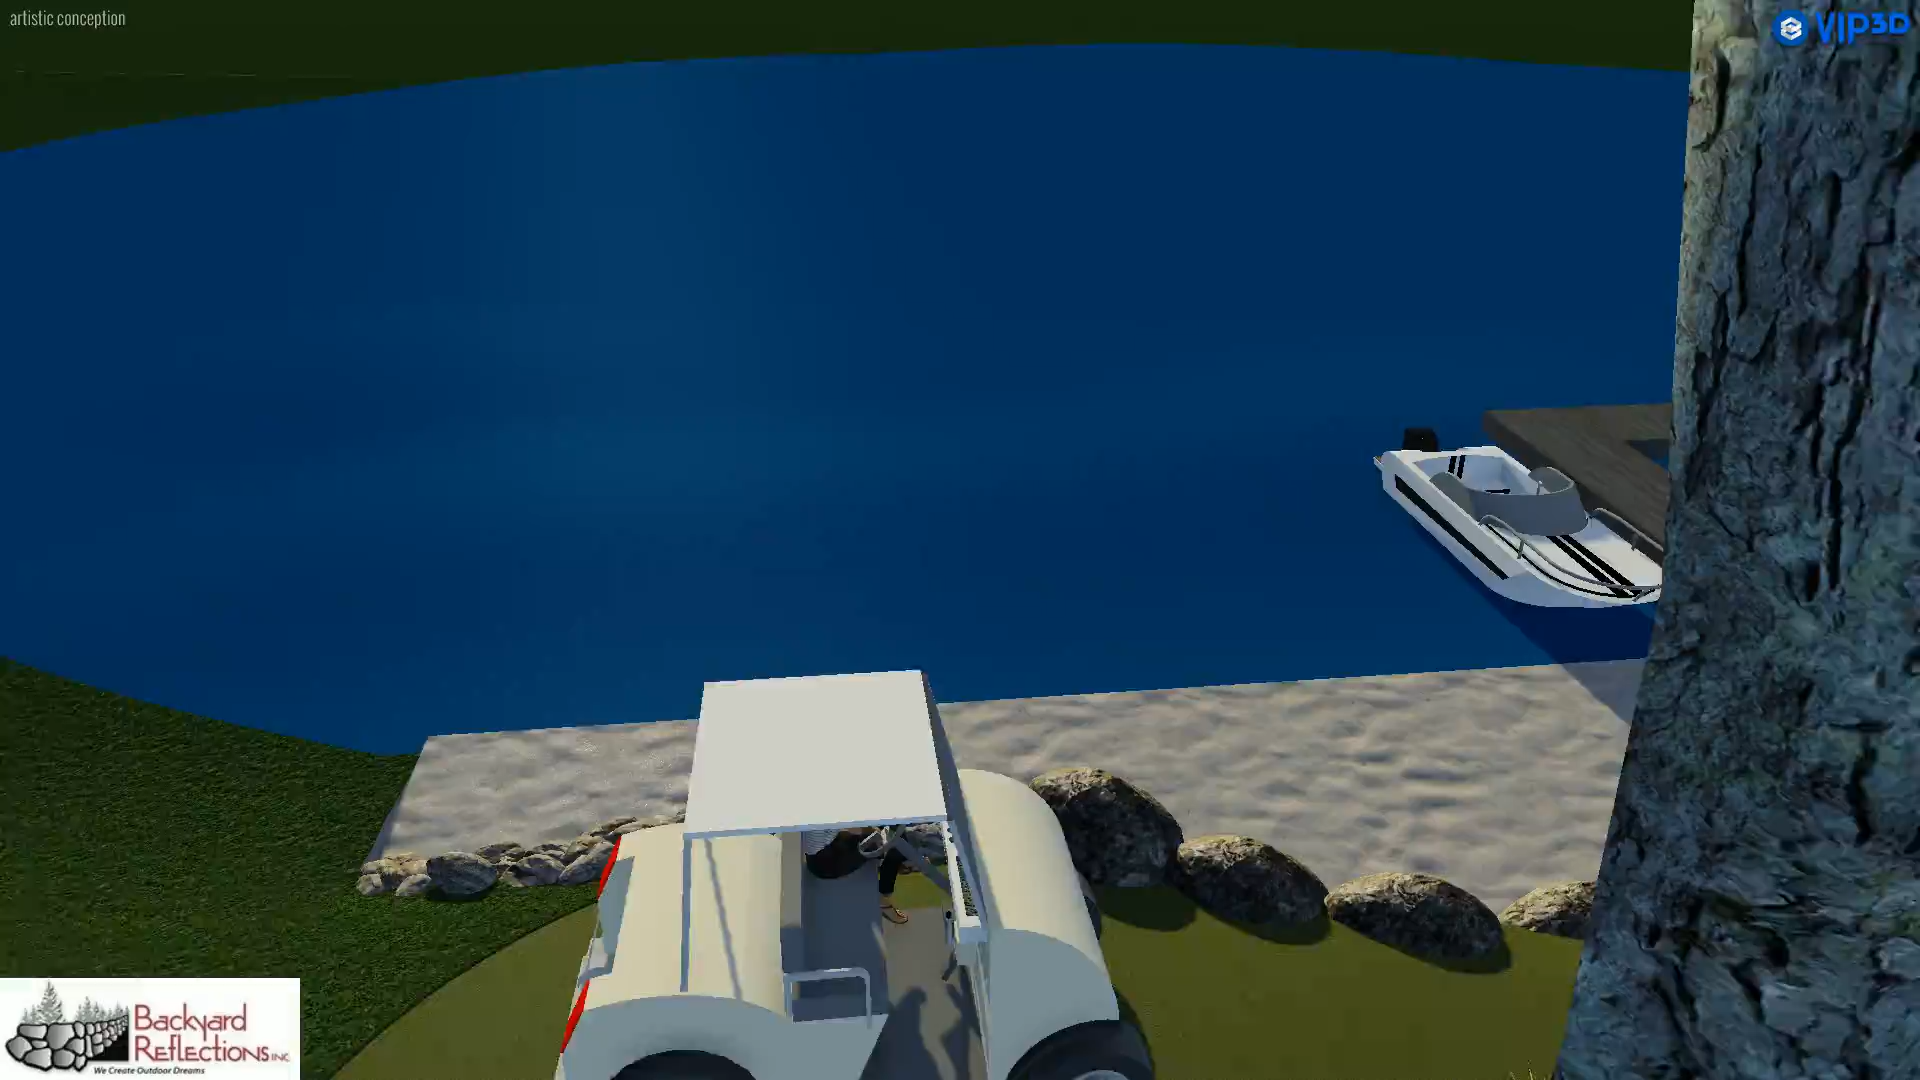 artistic conception
VIP3D
Backyard
Reflections INC
We Create Outdoor Dreams